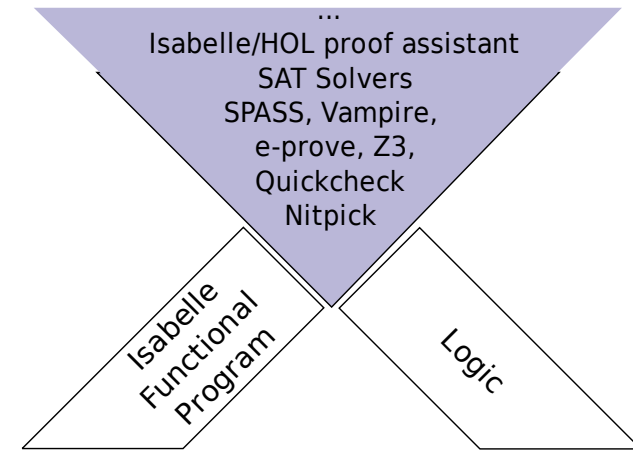 ...
Isabelle/HOL proof assistant
SAT Solvers
SPASS, Vampire,
e-prove, Z3,
Quickcheck
Nitpick
Isabelle
Functional
Program
Logic